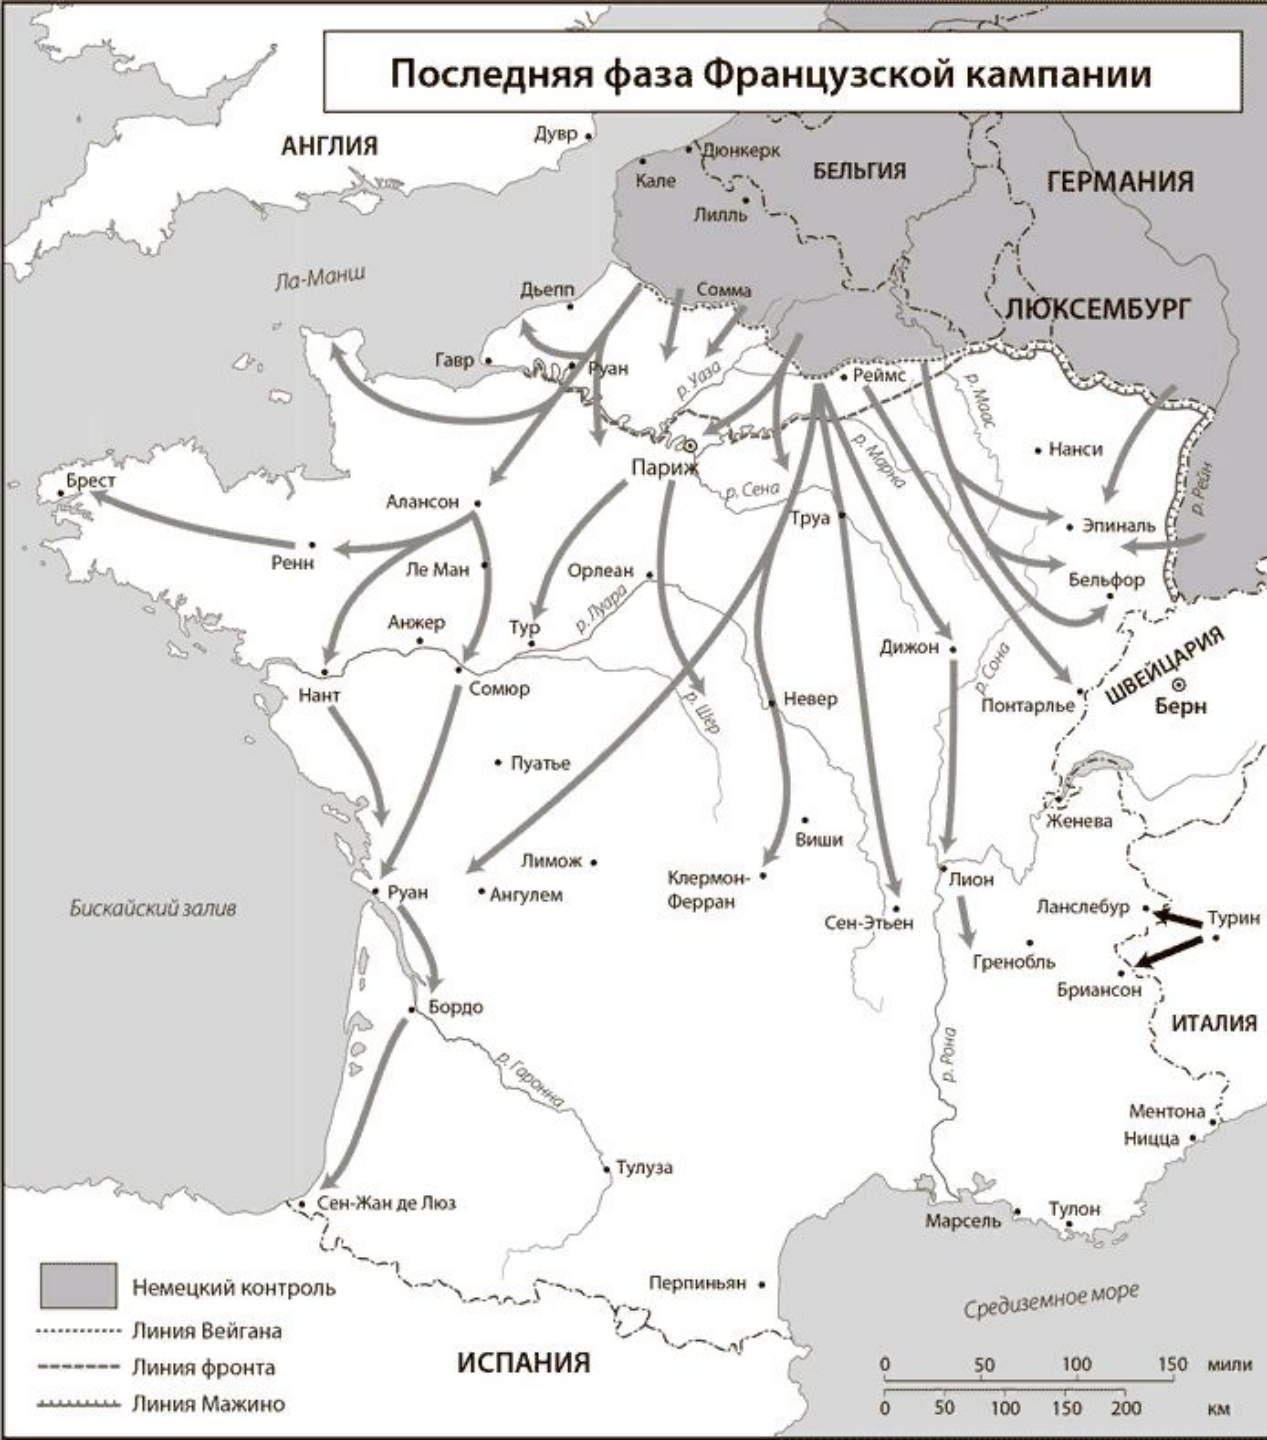 Последняя фаза Французской кампании
АНГЛИЯ
Дувр
Дюнкерк
Кале
БЕЛЬГИЯ
ГЕРМАНИЯ
Лилль
Ла-Манш
Дьепп
Сомма
ЛЮКСЕМБУРГ
Гавр
Руан
р. Уаза
Реймс
р. Маас
Нанси
Париж
р. Марна
р. Рейн
Брест
Алансон
р. Сена
Труа
Эпиналь
Ренн
Ле Ман
Орлеан
Бельфор
р. Луара
Анжер
Тур
Дижон
р. Сона
ШВЕЙЦАРИЯ
Берн
Нант
Сомюр
р. Шер
Невер
Понтарлье
Пуатье
Женева
Виши
Лимож
Клермон-
Ферран
Лион
Руан
Ангулем
Бискайский залив
Сен-Этьен
Ланслебур
Турин
Гренобль
Бриансон
Бордо
ИТАЛИЯ
р. Гаронна
р. Рона
Ментона
Ницца
Тулуза
Сен-Жан де Люз
Марсель
Тулон
Немецкий контроль
Перпиньян
Средиземное море
Линия Вейгана
Линия фронта
ИСПАНИЯ
Линия Мажино
0 50 100 150 мили
0 50 100 150 200 км